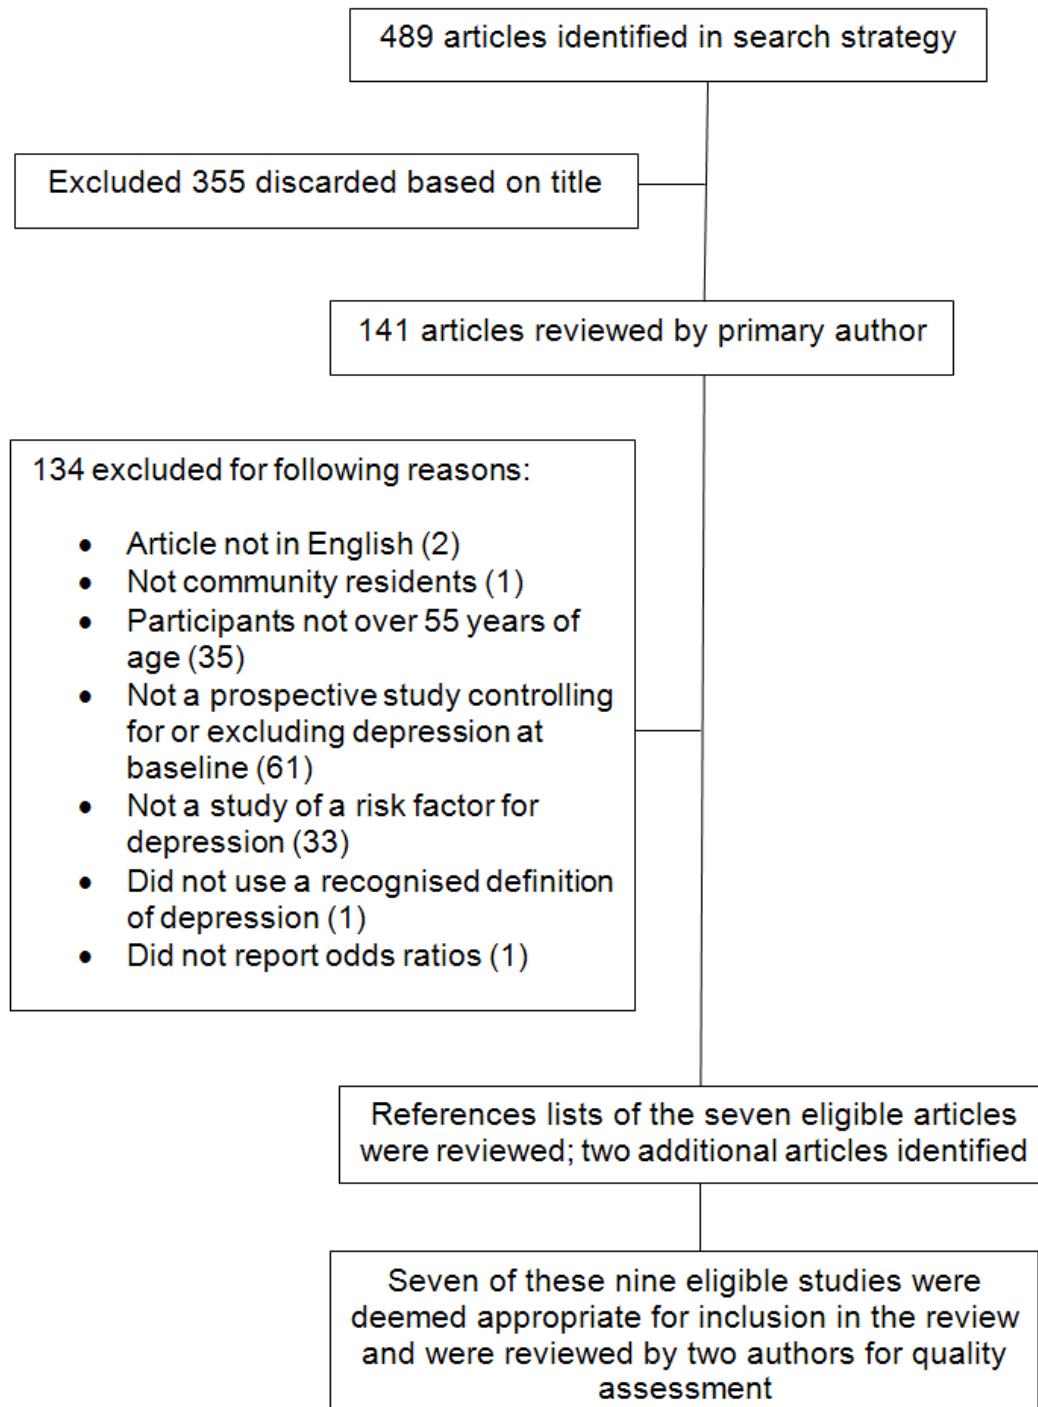 489 articles identified in search strategy
Excluded 355 discarded based on title
141 articles reviewed by primary author
134 excluded for following reasons:
• Article not in English (2)
• Not community residents (1)
• Participants not over 55 years of
age (35)
• Not a prospective study controlling
for or excluding depression at
baseline (61)
• Not a study of a risk factor for
depression (33)
• Did not use a recognised definition
of depression (1)
• Did not report odds ratios (1)
References lists of the seven eligible articles
were reviewed; two additional articles identified
Seven of these nine eligible studies were
deemed appropriate for inclusion in the review
and were reviewed by two authors for quality
assessment